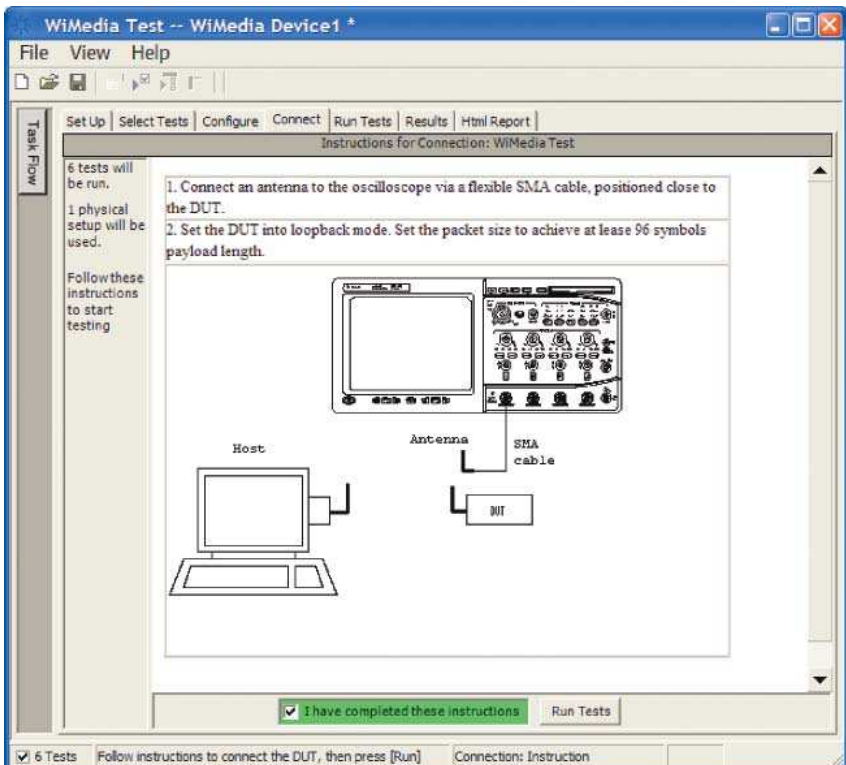 WiMedia Test -- WiMedia Device1 *
File View Help
Task Flow
Set Up Select Tests Configure Connect Run Tests Results Html Report
Instructions for Connection: WiMedia Test
6 tests will
be run.
1 physical
setup will be
used.
Follow these
instructions
to start
testing
1. Connect an antenna to the oscilloscope via a flexible SMA cable, positioned close to
the DUT.
2. Set the DUT into loopback mode. Set the packet size to achieve at lease 96 symbols
payload length.
Antenna
SMA
cable
Host
DUT
I have completed these instructions
Run Tests
6 Tests Follow instructions to connect the DUT, then press [Run] Connection: Instruction